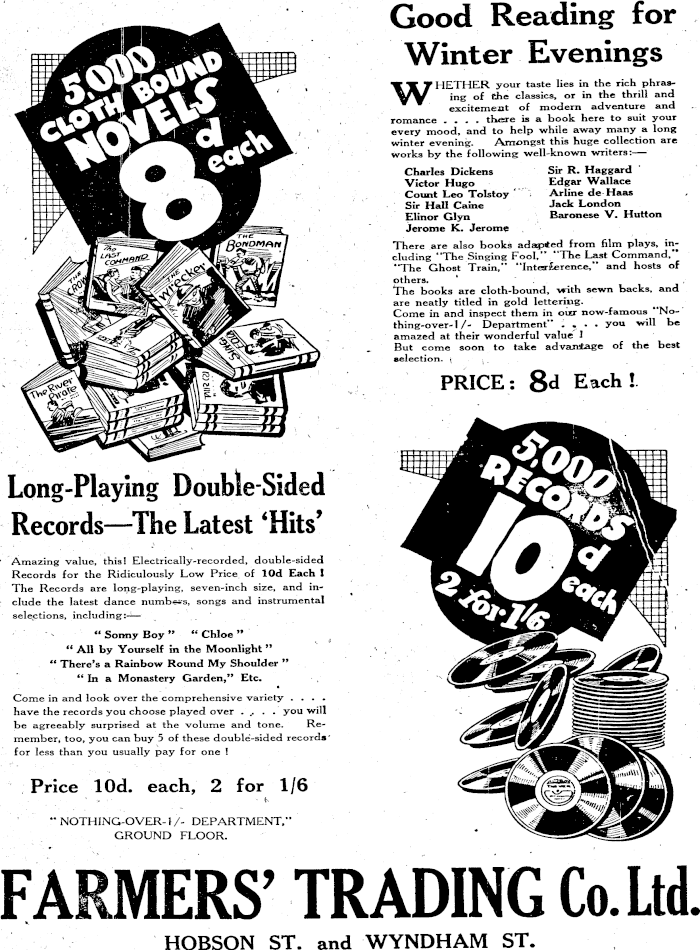 5,000
CLOTH BOUND
NOVELS
8d
each
THE LAST COMMAND
THE BONDMAN
THE Wrecker
The River Pirate
Long-Playing Double-Sided
Records—The Latest 'Hits'
Amazing value, this! Electrically-recorded, double-sided
Records for the Ridiculously Low Price of 10d Each!
The Records are long-playing, seven-inch size, and in-
clude the latest dance numbers, songs and instrumental
selections, including:—
"Sonny Boy" "Chloe"
"All by Yourself in the Moonlight"
"There's a Rainbow Round My Shoulder"
"In a Monastery Garden," Etc.
Come in and look over the comprehensive variety . . . .
have the records you choose played over . . . . you will
be agreeably surprised at the volume and tone. Re-
member, too, you can buy 5 of these double-sided records
for less than you usually pay for one!
Price 10d. each, 2 for 1/6
"NOTHING-OVER-1/- DEPARTMENT,"
GROUND FLOOR.
Good Reading for
Winter Evenings
WHETHER your taste lies in the rich phras-
ing of the classics, or in the thrill and
excitement of modern adventure and
romance . . . . there is a book here to suit your
every mood, and to help while away many a long
winter evening. Amongst this huge collection are
works by the following well-known writers:—
Charles Dickens
Victor Hugo
Count Leo Tolstoy
Sir Hall Caine
Elinor Glyn
Jerome K. Jerome
Sir R. Haggard
Edgar Wallace
Arline de Haas
Jack London
Baronese V. Hutton
There are also books adapted from film plays, in-
cluding "The Singing Fool," "The Last Command,"
"The Ghost Train," "Interference," and hosts of
others.
The books are cloth-bound, with sewn backs, and
are neatly titled in gold lettering.
Come in and inspect them in our now-famous "No-
thing-over-1/- Department" . . . . you will be
amazed at their wonderful value!
But come soon to take advantage of the best
selection.
PRICE: 8d Each!
5,000
RECORDS
10d
each
2 for 1/6
FARMERS' TRADING Co. Ltd.
HOBSON ST. and WYNDHAM ST.